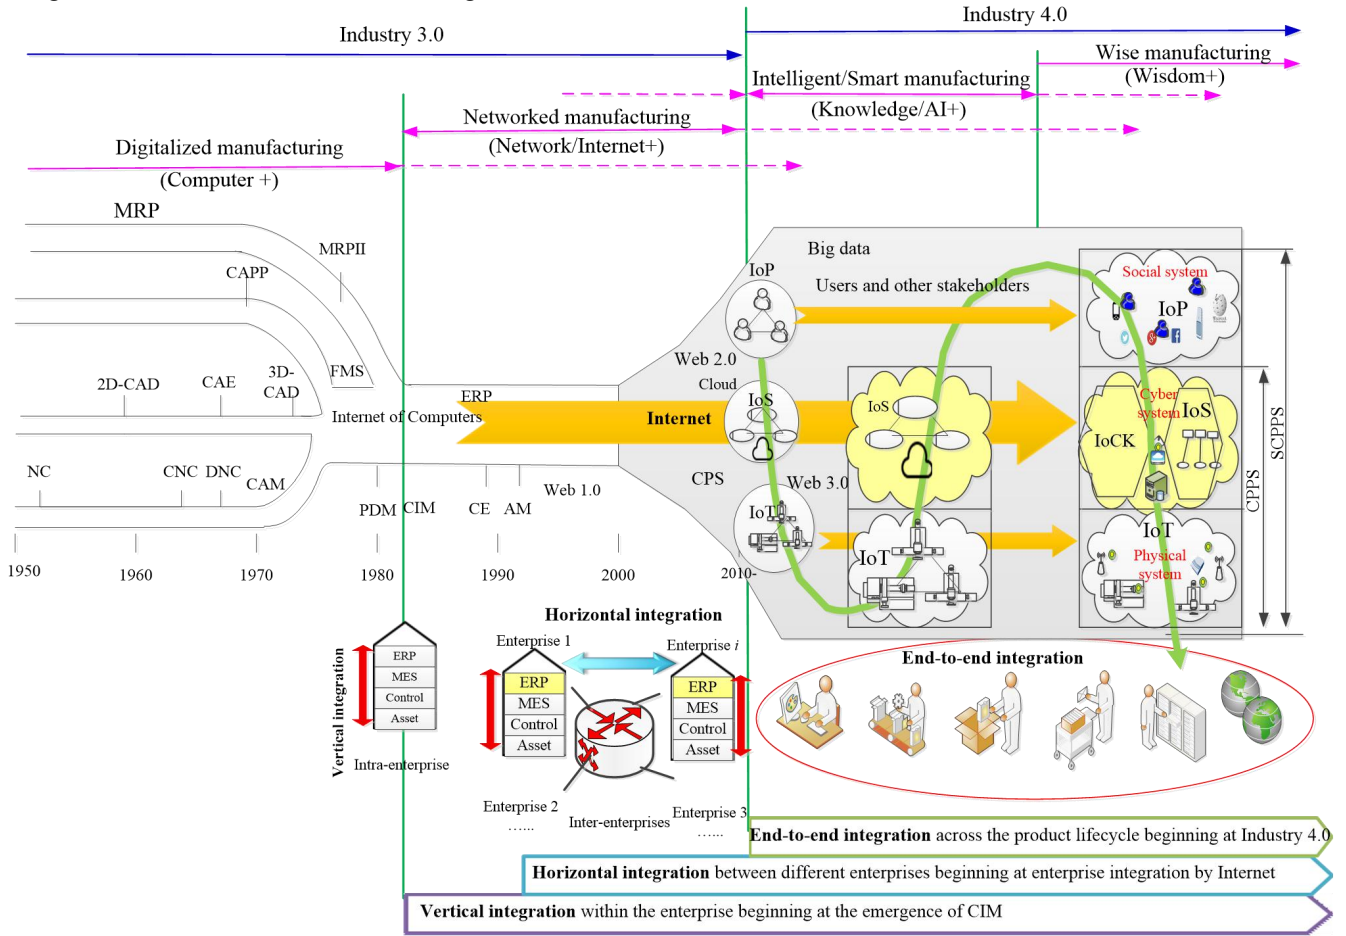 Industry 4.0
Industry 3.0
Wise manufacturing
(Wisdom+)
Intelligent/Smart manufacturing
(Knowledge/AI+)
Networked manufacturing
(Network/Internet+)
Digitalized manufacturing
(Computer +)
MRP
MRPII
CAPP
Big data
IoP
Users and other stakeholders
Social system
IoP
FMS
2D-CAD
CAE
3D-
CAD
Web 2.0
Cloud
ERP
Internet of Computers
Internet
IoS
IoS
Cyber
system
IoS
IoCK
SCPPS
CPPS
NC
CNC
DNC
CAM
PDM
CIM
CE
AM
Web 1.0
CPS
Web 3.0
IoT
IoT
IoT
Physical
system
1950
1960
1970
1980
1990
2000
2010-
Vertical integration
ERP
MES
Control
Asset
Intra-enterprise
Horizontal integration
Enterprise 1
Enterprise i
ERP
MES
Control
Asset
ERP
MES
Control
Asset
Enterprise 2
…...
Inter-enterprises
Enterprise 3
…...
End-to-end integration
End-to-end integration across the product lifecycle beginning at Industry 4.0
Horizontal integration between different enterprises beginning at enterprise integration by Internet
Vertical integration within the enterprise beginning at the emergence of CIM